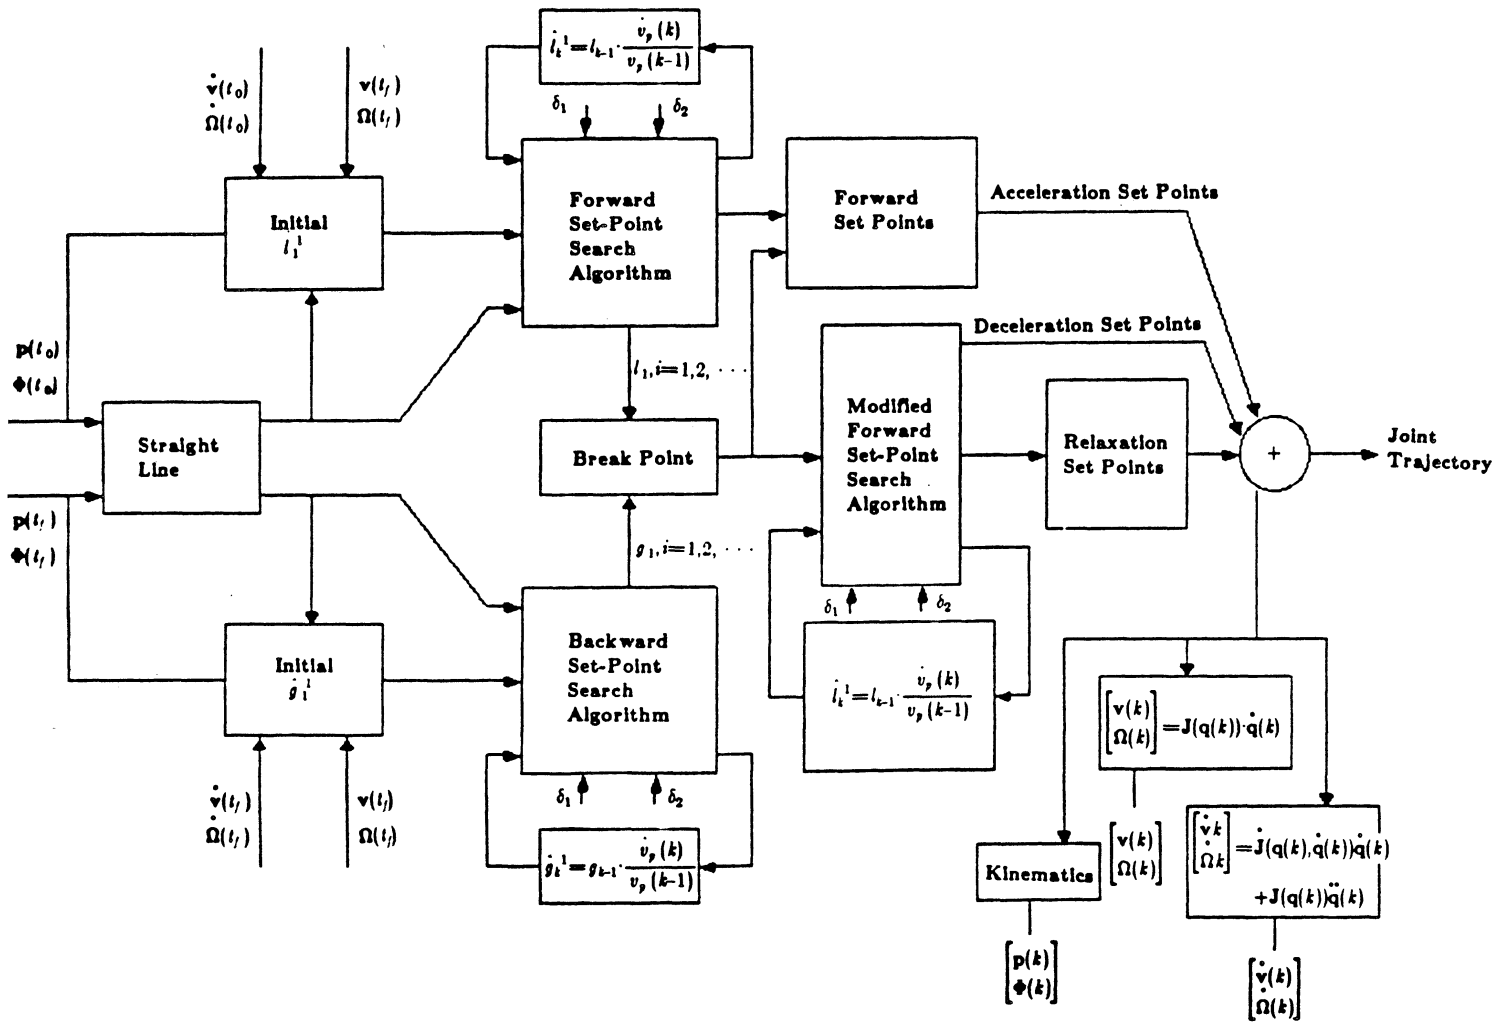 l̇ₖ¹=lₖ₋₁· v̇ₚ(k)/vₚ(k-1)
δ₁
δ₂
v̇(t₀)
Ω̇(t₀)
v(t_f)
Ω(t_f)
Initial
l̇₁¹
Forward
Set-Point
Search
Algorithm
Forward
Set Points
Acceleration Set Points
Deceleration Set Points
p(t₀)
Φ(t₀)
l₁,i=1,2, ···
Straight
Line
Break Point
Modified
Forward
Set-Point
Search
Algorithm
Relaxation
Set Points
+
Joint
Trajectory
p(t_f)
Φ(t_f)
g₁,i=1,2, ···
δ₁
δ₂
Initial
ġ₁¹
Backward
Set-Point
Search
Algorithm
l̇ₖ¹=lₖ₋₁· v̇ₚ(k)/vₚ(k-1)
[v(k)
Ω(k)]=J(q(k))·q̇(k)
v̇(t_f)
Ω̇(t_f)
v(t_f)
Ω(t_f)
δ₁
δ₂
ġₖ¹=gₖ₋₁· v̇ₚ(k)/vₚ(k-1)
Kinematics
[v(k)
Ω(k)]
[v̇k
Ω̇k]=J̇(q(k),q̇(k))q̇(k)
+J(q(k))q̈(k)
[p(k)
Φ(k)]
[v̇(k)
Ω̇(k)]